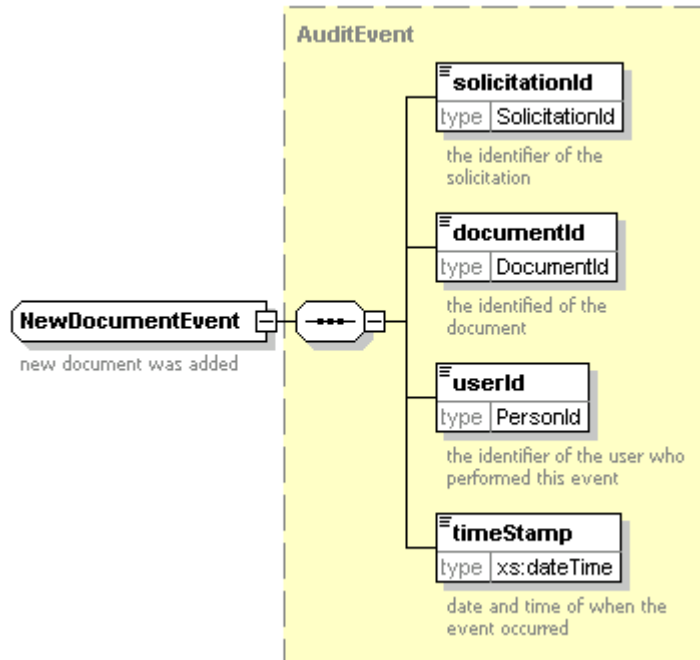 AuditEvent
solicitationId
type SolicitationId
the identifier of the
solicitation
documentId
type DocumentId
the identified of the
document
NewDocumentEvent
new document was added
userId
type PersonId
the identifier of the user who
performed this event
timeStamp
type xs:dateTime
date and time of when the
event occurred